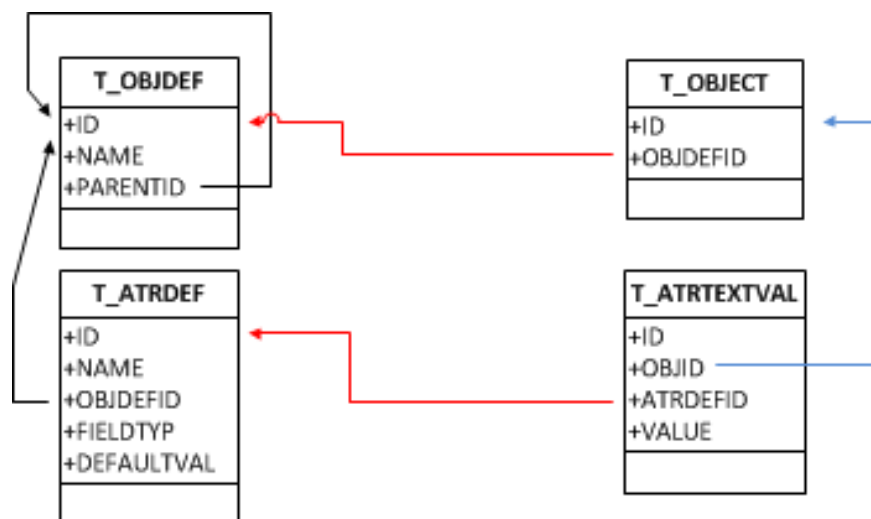 T_OBJDEF
+ID
+NAME
+PARENTID
T_OBJECT
+ID
+OBJDEFID
T_ATRDEF
+ID
+NAME
+OBJDEFID
+FIELDTYP
+DEFAULTVAL
T_ATRTEXTVAL
+ID
+OBJID
+ATRDEFID
+VALUE